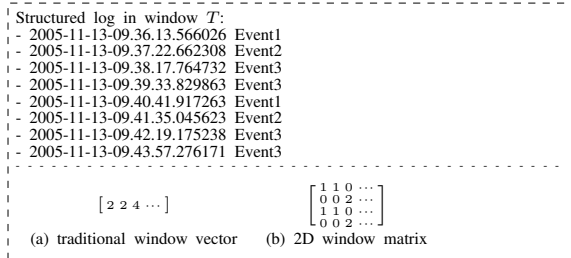 Structured log in window T:
- 2005-11-13-09.36.13.566026 Event1
- 2005-11-13-09.37.22.662308 Event2
- 2005-11-13-09.38.17.764732 Event3
- 2005-11-13-09.39.33.829863 Event3
- 2005-11-13-09.40.41.917263 Event1
- 2005-11-13-09.41.35.045623 Event2
- 2005-11-13-09.42.19.175238 Event3
- 2005-11-13-09.43.57.276171 Event3
[ 2 2 4 ⋯ ]
1 1 0 ⋯
0 0 2 ⋯
1 1 0 ⋯
0 0 2 ⋯
(a) traditional window vector (b) 2D window matrix